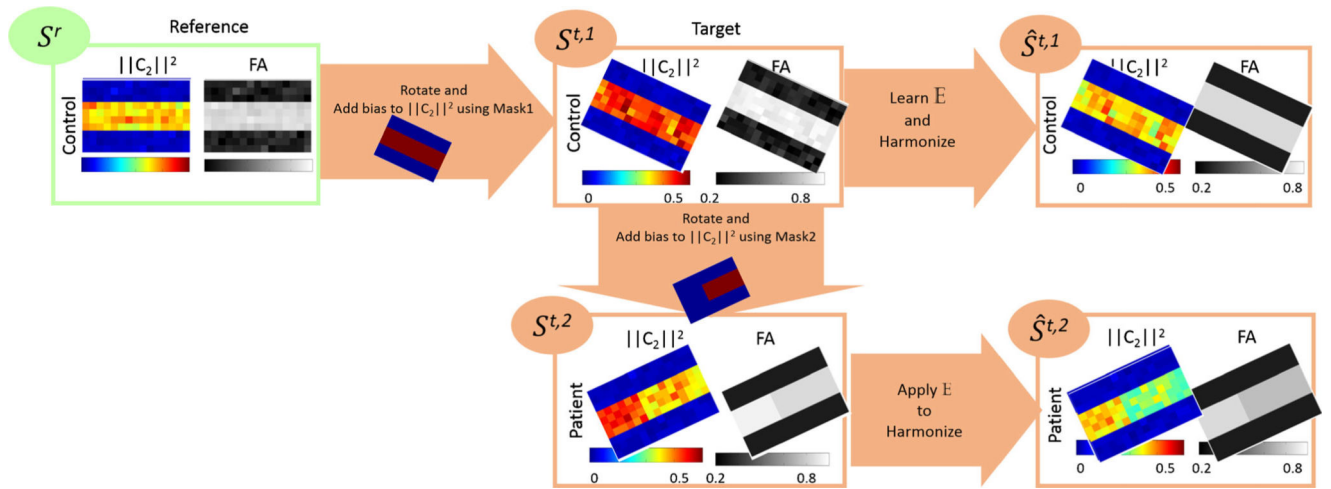 Reference
Target
S^r
S^{t,1}
Ŝ^{t,1}
||C₂||²
FA
||C₂||²
FA
||C₂||²
FA
Control
Rotate and
Add bias to ||C₂||² using Mask1
Control
Learn 𝔼
and
Harmonize
Control
0
0.5
0.2
0.8
0
0.5
0.2
0.8
Rotate and
Add bias to ||C₂||² using Mask2
S^{t,2}
Ŝ^{t,2}
||C₂||²
FA
||C₂||²
FA
Patient
Apply 𝔼
to
Harmonize
Patient
0
0.5
0.2
0.8
0
0.5
0.2
0.8